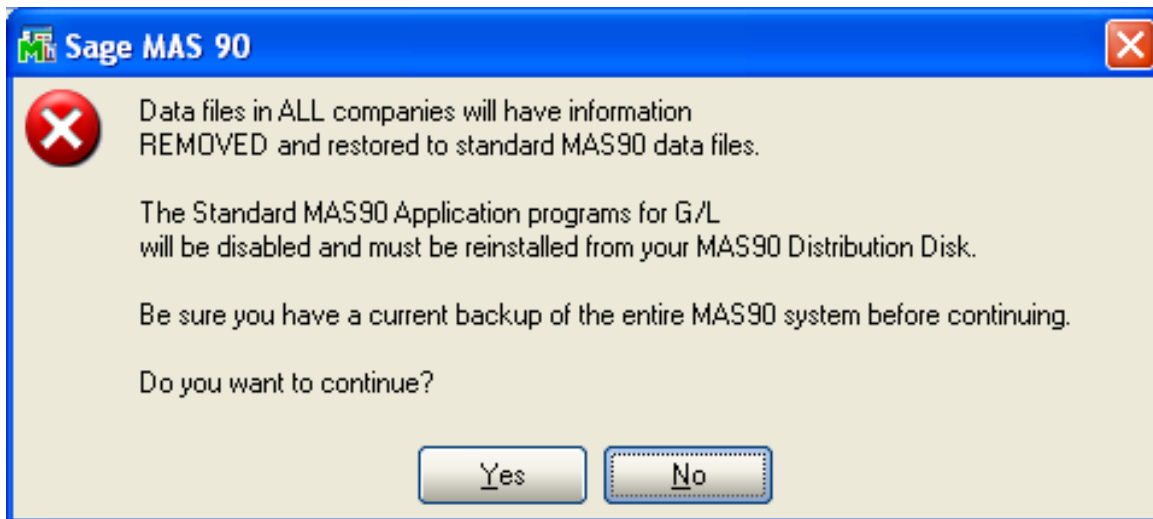 Sage MAS 90
Data files in ALL companies will have information
REMOVED and restored to standard MAS90 data files.
The Standard MAS90 Application programs for G/L
will be disabled and must be reinstalled from your MAS90 Distribution Disk.
Be sure you have a current backup of the entire MAS90 system before continuing.
Do you want to continue?
Yes No